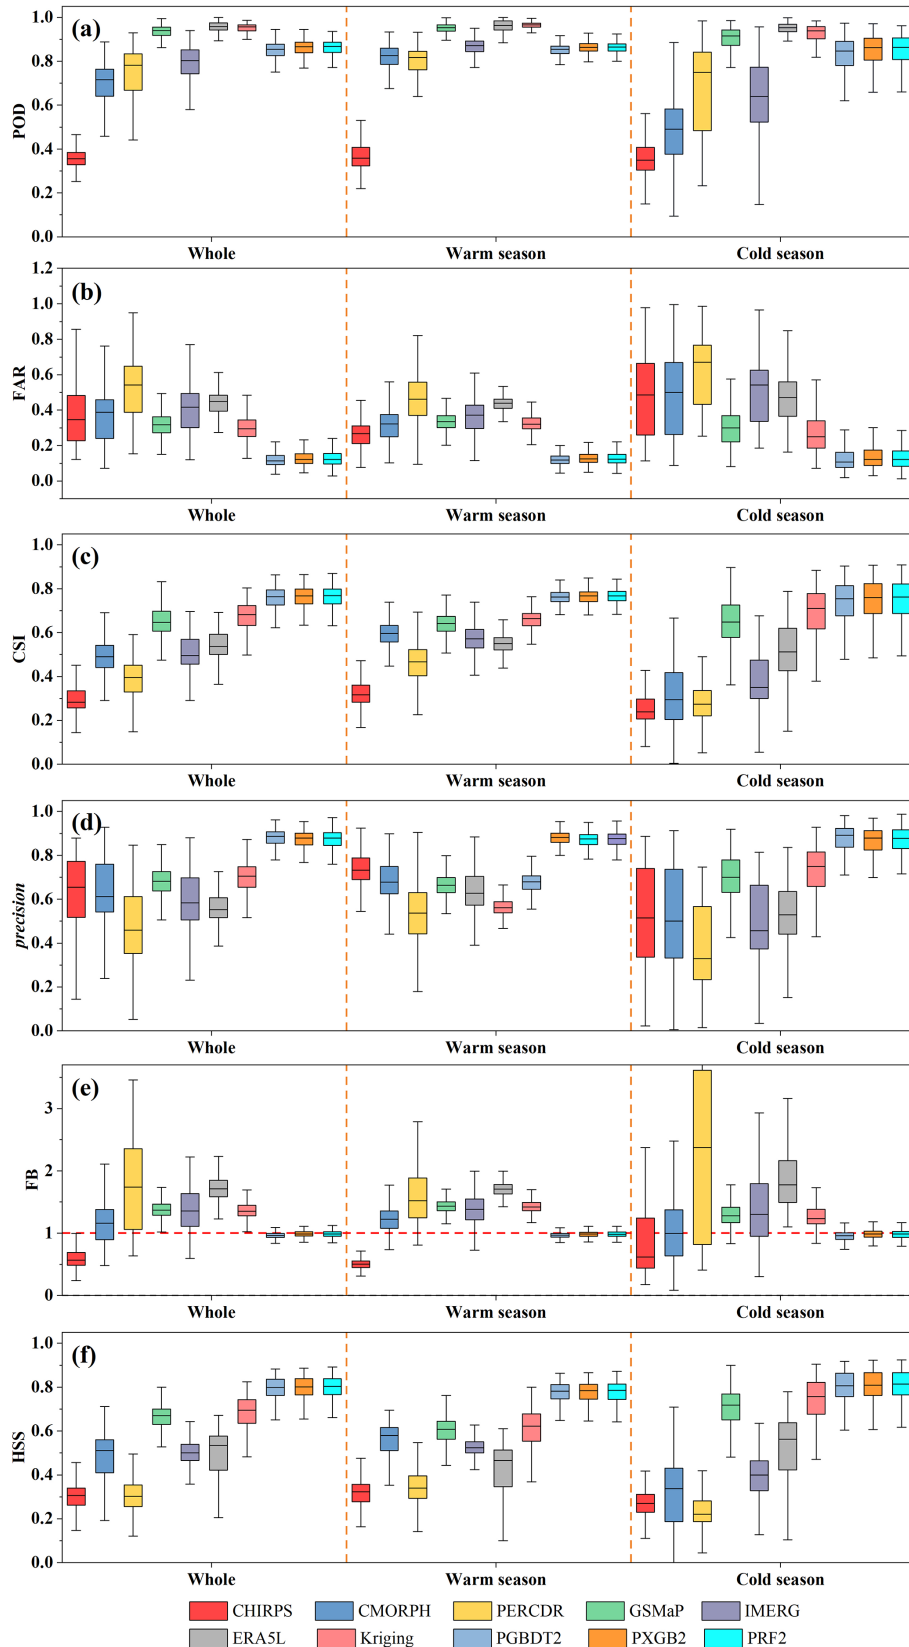 (a)
POD
1.0
0.8
0.6
0.4
0.2
0.0
Whole Warm season Cold season
(b)
FAR
1.2
1.0
0.8
0.6
0.4
0.2
0.0
Whole Warm season Cold season
(c)
CSI
1.0
0.8
0.6
0.4
0.2
0.0
Whole Warm season Cold season
(d)
precision
1.0
0.8
0.6
0.4
0.2
0.0
Whole Warm season Cold season
(e)
FB
3
2
1
0
Whole Warm season Cold season
(f)
HSS
1.0
0.8
0.6
0.4
0.2
0.0
Whole Warm season Cold season
CHIRPS CMORPH PERCDR GSMaP IMERG
ERA5L Kriging PGBDT2 PXGB2 PRF2